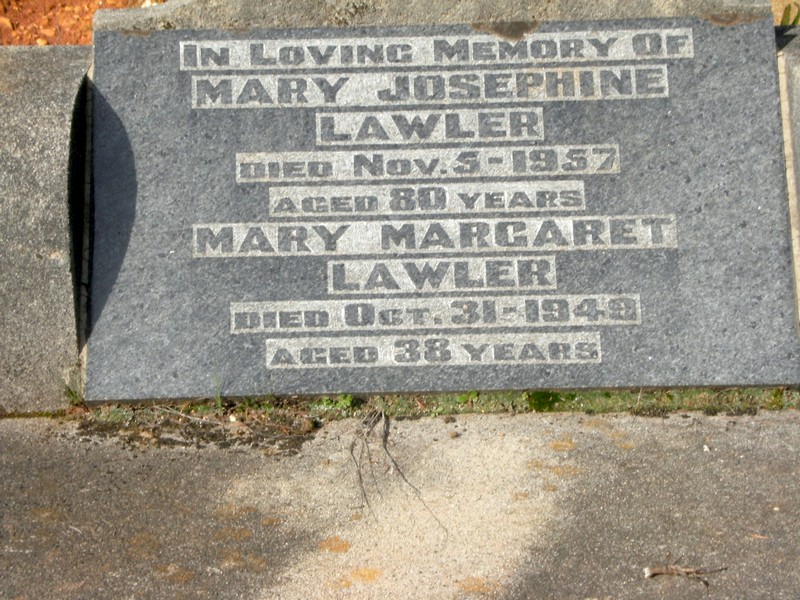 IN LOVING MEMORY OF
MARY JOSEPHINE
LAWLER
DIED NOV. 5-1957
AGED 80 YEARS
MARY MARGARET
LAWLER
DIED OCT. 31-1949
AGED 38 YEARS